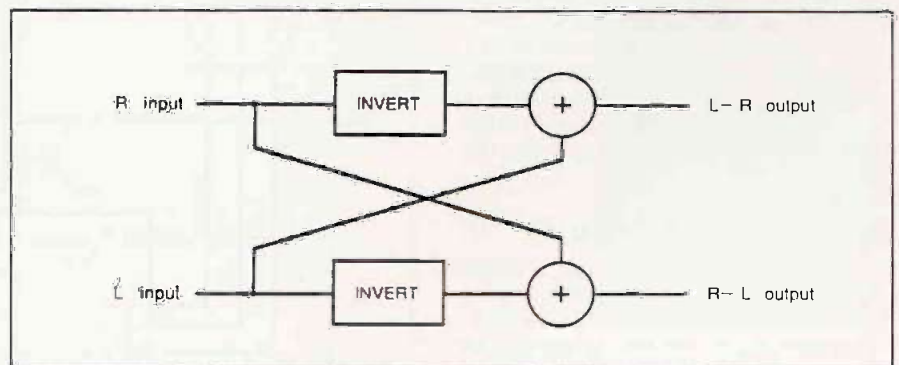 R input
INVERT
+
L- R output
L input
INVERT
+
R- L output